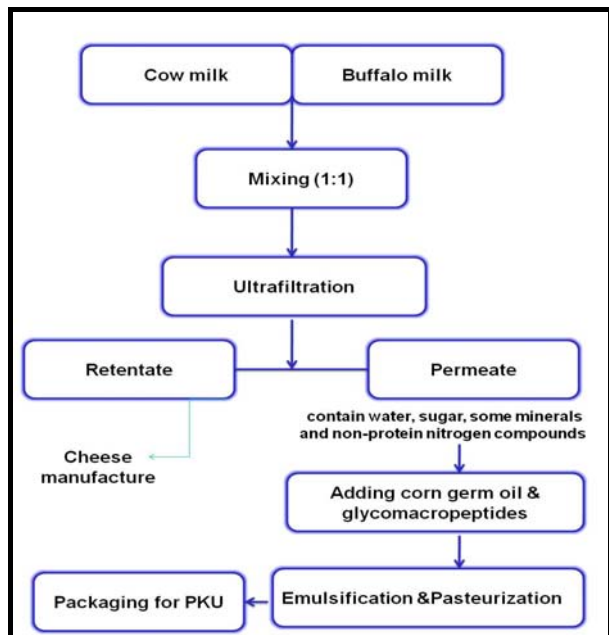 Cow milk
Buffalo milk
Mixing (1:1)
Ultrafiltration
Retentate
Permeate
contain water, sugar, some minerals
and non-protein nitrogen compounds
Cheese
manufacture
Adding corn germ oil &
glycomacropeptides
Emulsification &Pasteurization
Packaging for PKU